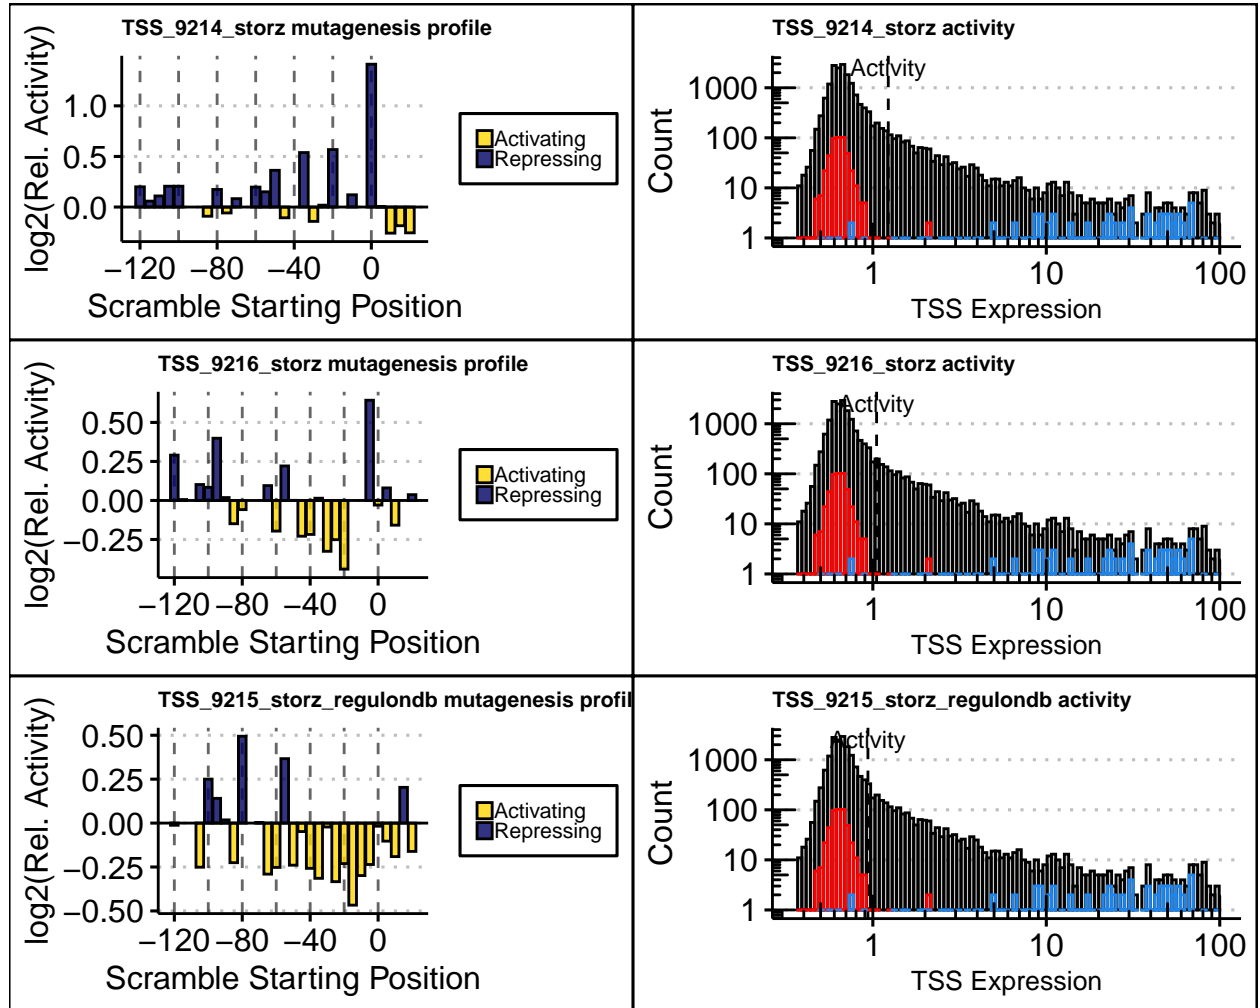 TSS_9214_storz mutagenesis profile
log2(Rel. Activity)
1.0
0.5
0.0
−120 −80 −40 0
Scramble Starting Position
Activating
Repressing
TSS_9214_storz activity
Activity
Count
1000
100
10
1
1 10 100
TSS Expression
TSS_9216_storz mutagenesis profile
log2(Rel. Activity)
0.50
0.25
0.00
−0.25
−120 −80 −40 0
Scramble Starting Position
Activating
Repressing
TSS_9216_storz activity
Activity
Count
1000
100
10
1
1 10 100
TSS Expression
TSS_9215_storz_regulondb mutagenesis profil
log2(Rel. Activity)
0.50
0.25
0.00
−0.25
−0.50
−120 −80 −40 0
Scramble Starting Position
Activating
Repressing
TSS_9215_storz_regulondb activity
Activity
Count
1000
100
10
1
1 10 100
TSS Expression